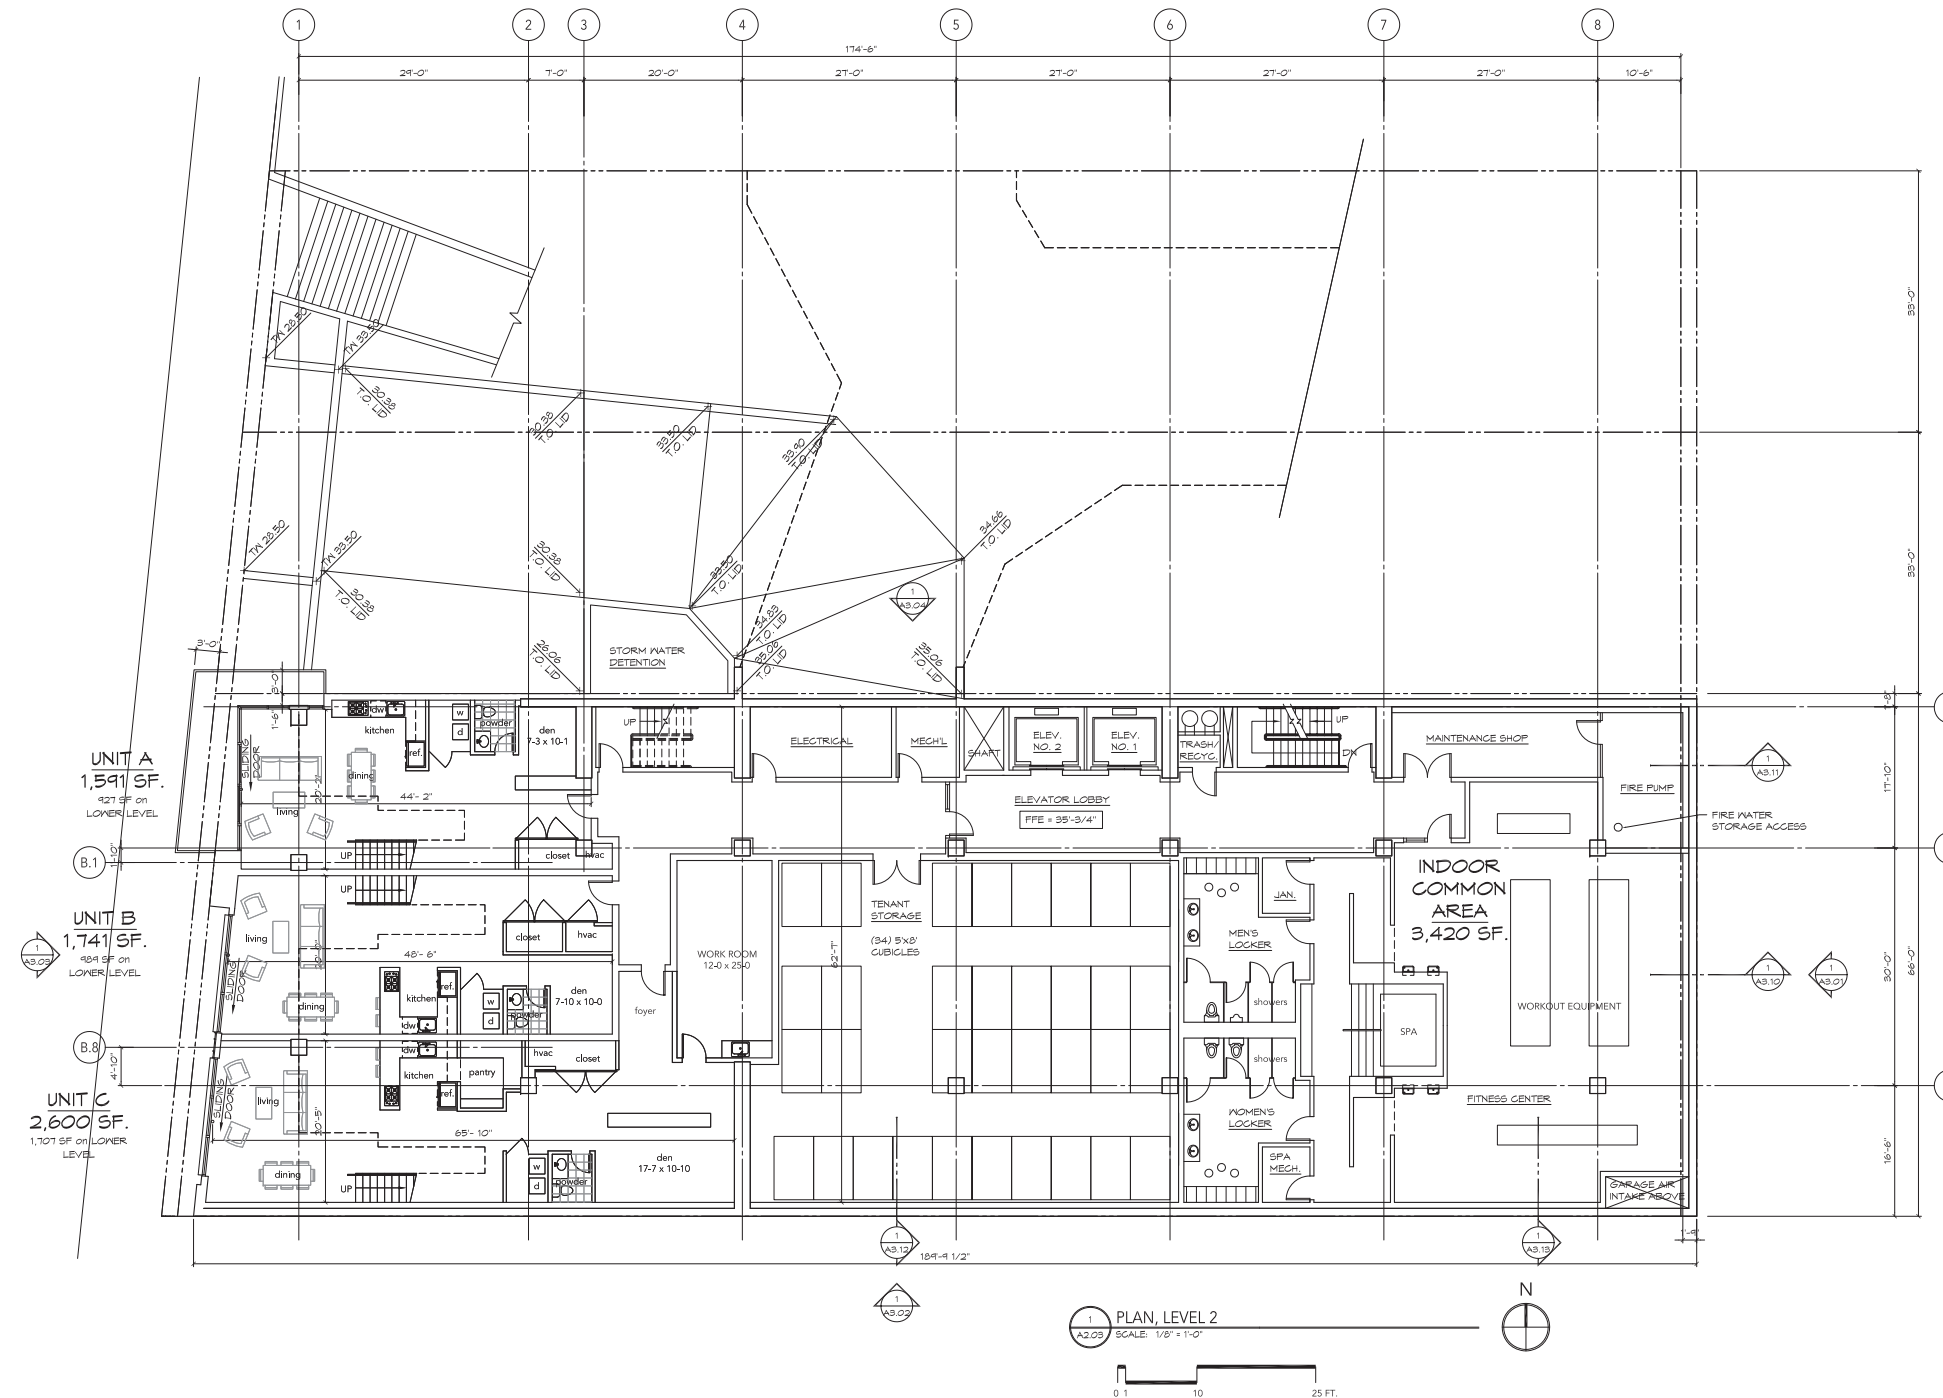 1 2 3 4 5 6 7 8
174'-6"
29'-0" 7'-0" 20'-0" 27'-0" 27'-0" 27'-0" 27'-0" 10'-6"
33'-0"
TW 28.50
TW 33.50
30.38
T.O. LID
30.38
T.O. LID
33.50
T.O. LID
33.90
T.O. LID
34.66
T.O. LID
33'-0"
TW 28.50
TW 33.50
30.38
T.O. LID
30.38
T.O. LID
33.50
T.O. LID
1
A3.04
34.83
T.O. LID
35.06
T.O. LID
35.06
T.O. LID
26.06
T.O. LID
STORM WATER
DETENTION
3'-0"
3'-0"
1'-6"
UNIT A
1,591 SF.
927 SF on
LOWER LEVEL
SLIDING
DOOR
kitchen
dw
ref.
dining
living
w
d
powder
den
7-3 x 10-1
44'- 2"
UP
closet
hvac
UP
ELECTRICAL
MECH'L
SHAFT
ELEV.
NO. 2
ELEV.
NO. 1
TRASH/
RECYC.
UP
DN
MAINTENANCE SHOP
FIRE PUMP
FIRE WATER
STORAGE ACCESS
1
A3.11
17'-10"
ELEVATOR LOBBY
FFE = 35'-3/4"
B.1
1'-10"
UNIT B
1,741 SF.
989 SF on
LOWER LEVEL
1
A3.03
SLIDING
DOOR
UP
living
dining
48'- 6"
closet
hvac
kitchen
ref.
dw
w
d
powder
den
7-10 x 10-0
foyer
WORK ROOM
12-0 x 25-0
62'-7"
TENANT
STORAGE
(34) 5'x8'
CUBICLES
MEN'S
LOCKER
JAN.
showers
showers
WOMEN'S
LOCKER
SPA
MECH.
SPA
INDOOR
COMMON
AREA
3,420 SF.
WORKOUT EQUIPMENT
FITNESS CENTER
GARAGE AIR
INTAKE ABOVE
1
A3.10
1
A3.01
30'-0"
66'-0"
16'-6"
1'-9"
B.8
4'-10"
UNIT C
2,600 SF.
1,707 SF on LOWER
LEVEL
SLIDING
DOOR
living
dining
dw
kitchen
ref.
pantry
hvac
closet
20'-5"
65'- 10"
UP
w
d
powder
den
17-7 x 10-10
1
A3.12
1
A3.13
189'-9 1/2"
1
A3.02
N
1
A2.03
PLAN, LEVEL 2
SCALE: 1/8" = 1'-0"
0 1 10 25 FT.